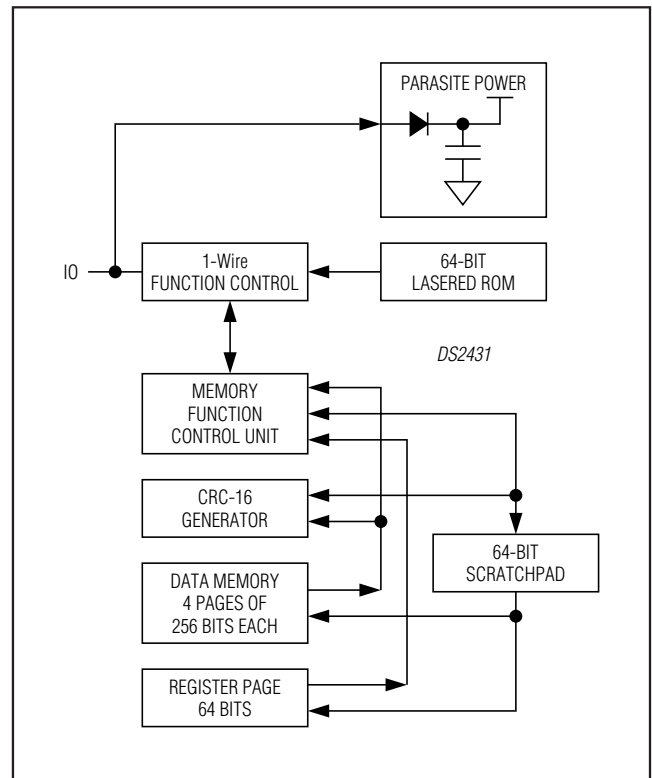 PARASITE POWER
IO
1-Wire
FUNCTION CONTROL
64-BIT
LASERED ROM
DS2431
MEMORY
FUNCTION
CONTROL UNIT
CRC-16
GENERATOR
64-BIT
SCRATCHPAD
DATA MEMORY
4 PAGES OF
256 BITS EACH
REGISTER PAGE
64 BITS